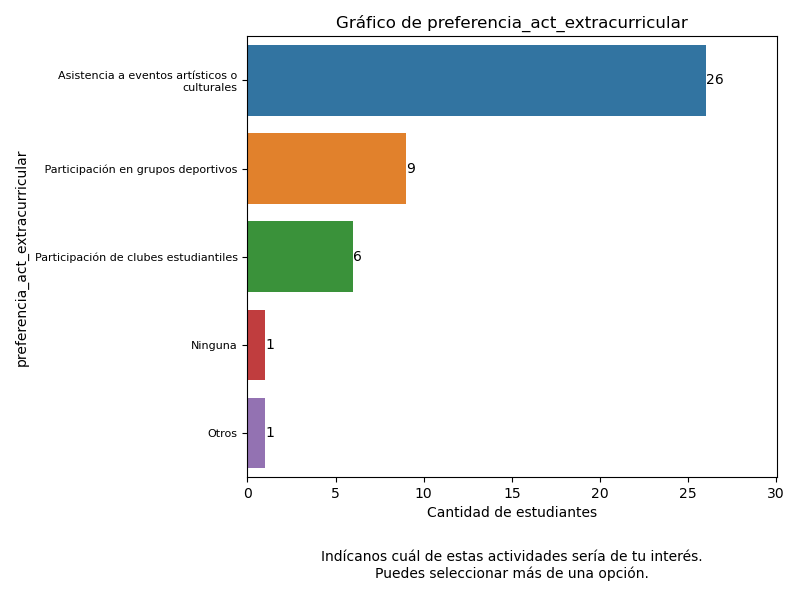 Gráfico de preferencia_act_extracurricular
preferencia_act_extracurricular
Asistencia a eventos artísticos o
culturales
26
Participación en grupos deportivos
9
Participación de clubes estudiantiles
6
Ninguna
1
Otros
1
0 5 10 15 20 25 30
Cantidad de estudiantes
Indícanos cuál de estas actividades sería de tu interés.
Puedes seleccionar más de una opción.